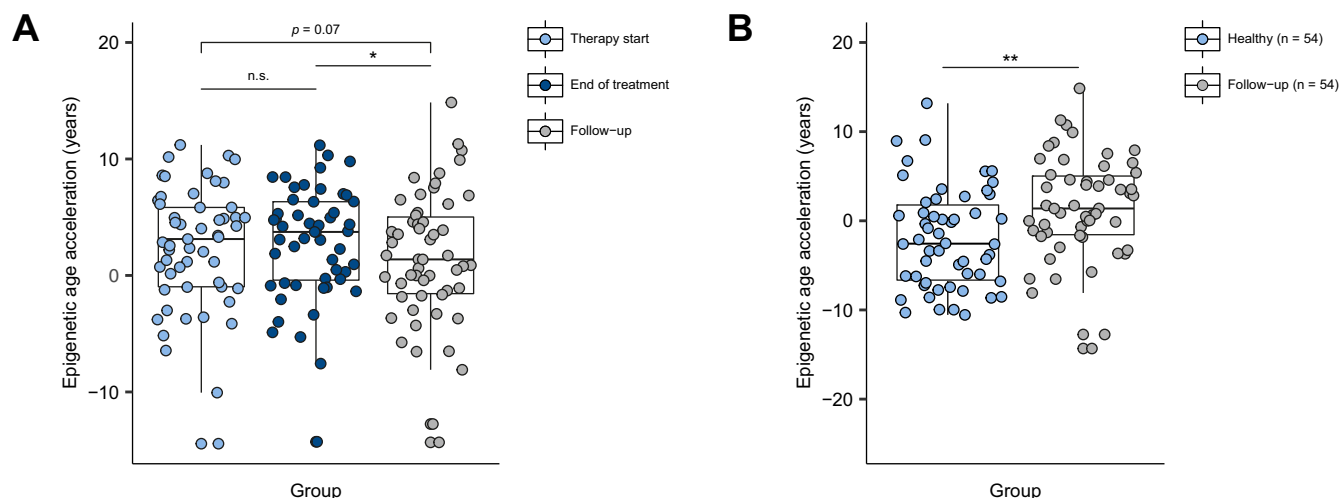 A
Epigenetic age acceleration (years)
20
10
0
−10
p = 0.07
n.s.
*
Group
Therapy start
End of treatment
Follow−up
B
Epigenetic age acceleration (years)
20
10
0
−10
−20
**
Group
Healthy (n = 54)
Follow−up (n = 54)